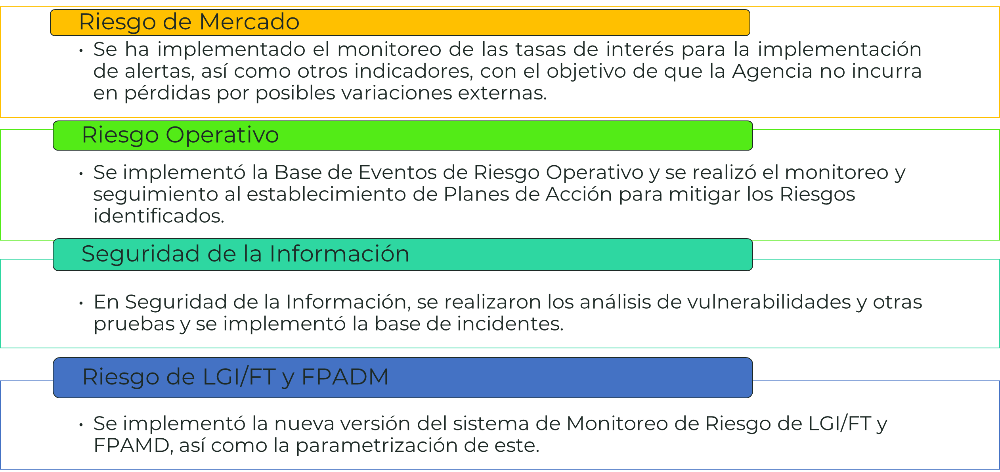 Riesgo de Mercado
• Se ha implementado el monitoreo de las tasas de interés para la implementación
de alertas, así como otros indicadores, con el objetivo de que la Agencia no incurra
en pérdidas por posibles variaciones externas.
Riesgo Operativo
• Se implementó la Base de Eventos de Riesgo Operativo y se realizó el monitoreo y
seguimiento al establecimiento de Planes de Acción para mitigar los Riesgos
identificados.
Seguridad de la Información
• En Seguridad de la Información, se realizaron los análisis de vulnerabilidades y otras
pruebas y se implementó la base de incidentes.
Riesgo de LGI/FT y FPADM
• Se implementó la nueva versión del sistema de Monitoreo de Riesgo de LGI/FT y
FPAMD, así como la parametrización de este.